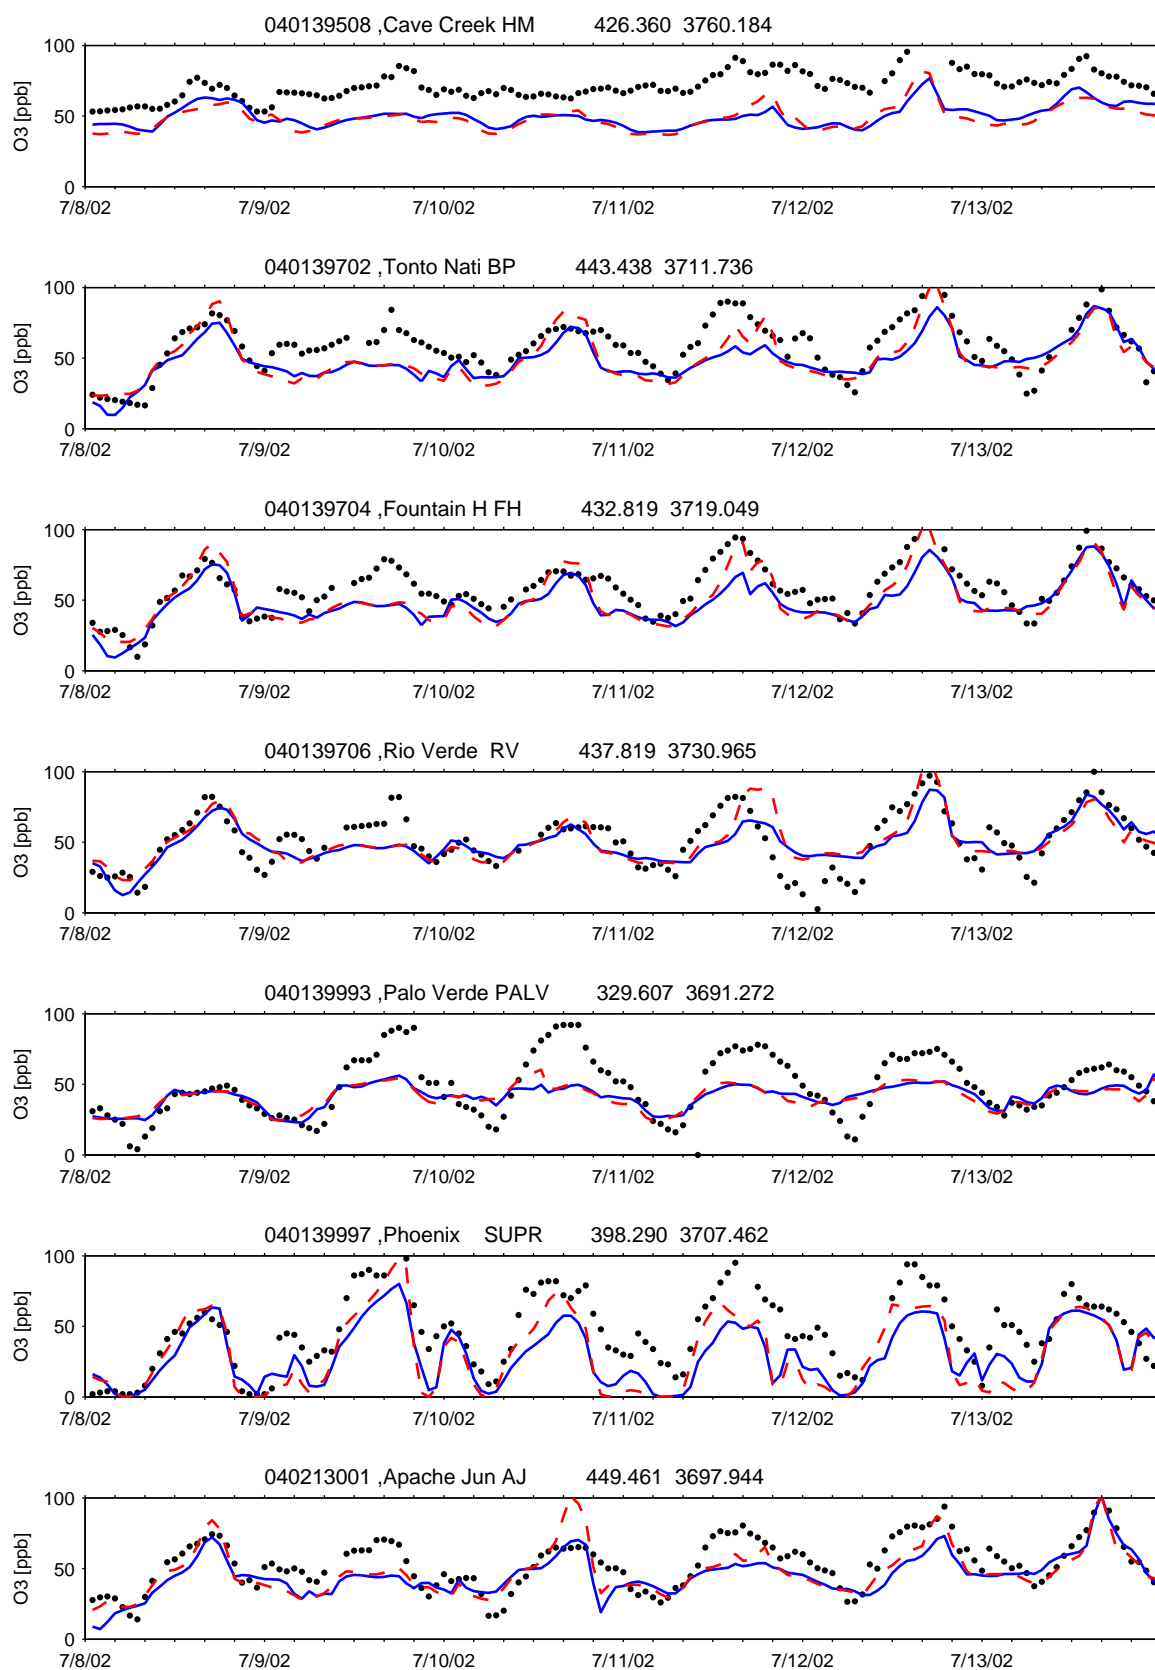 040139508 ,Cave Creek HM 426.360 3760.184
100
50
0
O3 [ppb]
7/8/02 7/9/02 7/10/02 7/11/02 7/12/02 7/13/02
040139702 ,Tonto Nati BP 443.438 3711.736
100
50
0
O3 [ppb]
7/8/02 7/9/02 7/10/02 7/11/02 7/12/02 7/13/02
040139704 ,Fountain H FH 432.819 3719.049
100
50
0
O3 [ppb]
7/8/02 7/9/02 7/10/02 7/11/02 7/12/02 7/13/02
040139706 ,Rio Verde RV 437.819 3730.965
100
50
0
O3 [ppb]
7/8/02 7/9/02 7/10/02 7/11/02 7/12/02 7/13/02
040139993 ,Palo Verde PALV 329.607 3691.272
100
50
0
O3 [ppb]
7/8/02 7/9/02 7/10/02 7/11/02 7/12/02 7/13/02
040139997 ,Phoenix SUPR 398.290 3707.462
100
50
0
O3 [ppb]
7/8/02 7/9/02 7/10/02 7/11/02 7/12/02 7/13/02
040213001 ,Apache Jun AJ 449.461 3697.944
100
50
0
O3 [ppb]
7/8/02 7/9/02 7/10/02 7/11/02 7/12/02 7/13/02